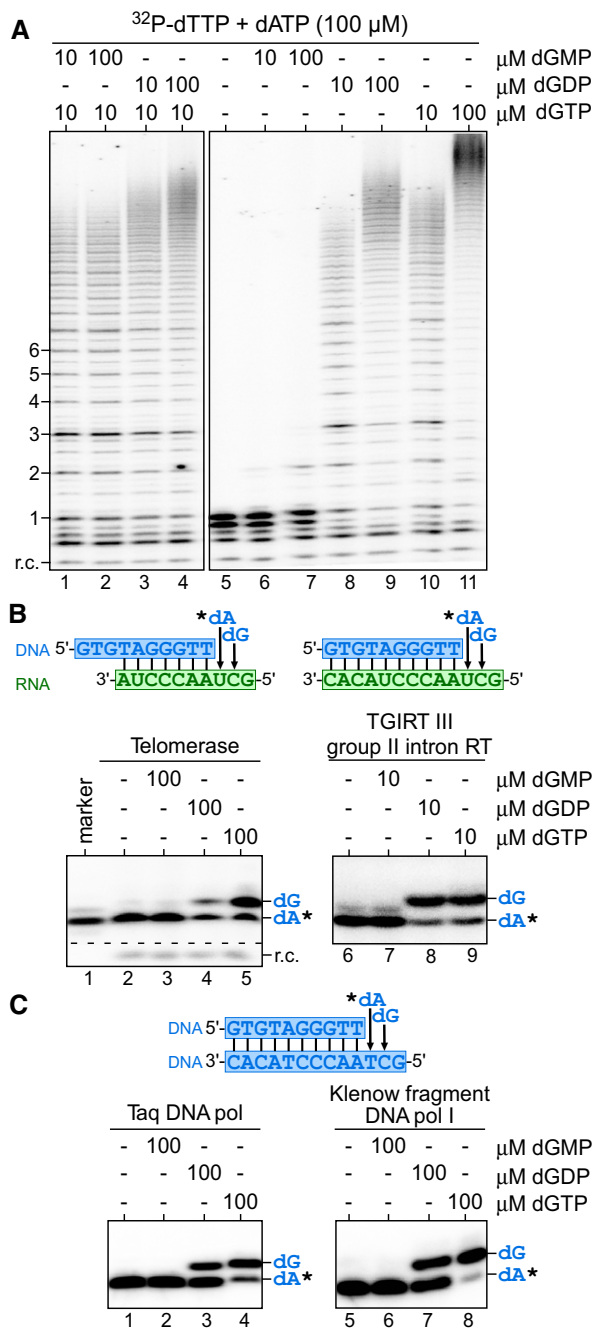 A
32P-dTTP + dATP (100 µM)
10 100 - - - 10 100 - - - - µM dGMP
- - 10 100 - - - 10 100 - - µM dGDP
10 10 10 10 - - - - - 10 100 µM dGTP
6
5
4
3
2
1
r.c.
1 2 3 4 5 6 7 8 9 10 11
B
*dA *dA
dG dG
DNA 5'-GTGTAGGGTT 5'-GTGTAGGGTT
RNA 3'-AUCCCAAUCG-5' 3'-CACAUCCCAAUCG-5'
Telomerase
TGIRT III
group II intron RT
marker
- 100 - - - 10 - - µM dGMP
- - 100 - - - 10 - µM dGDP
- - - 100 - - - 10 µM dGTP
dG dG
dA* dA*
r.c.
1 2 3 4 5 6 7 8 9
C
*dA
dG
DNA 5'-GTGTAGGGTT
DNA 3'-CACATCCCAATCG-5'
Taq DNA pol
Klenow fragment
DNA pol I
- 100 - - - 100 - - µM dGMP
- - 100 - - - 100 - µM dGDP
- - - 100 - - - 100 µM dGTP
dG dG
dA* dA*
1 2 3 4 5 6 7 8